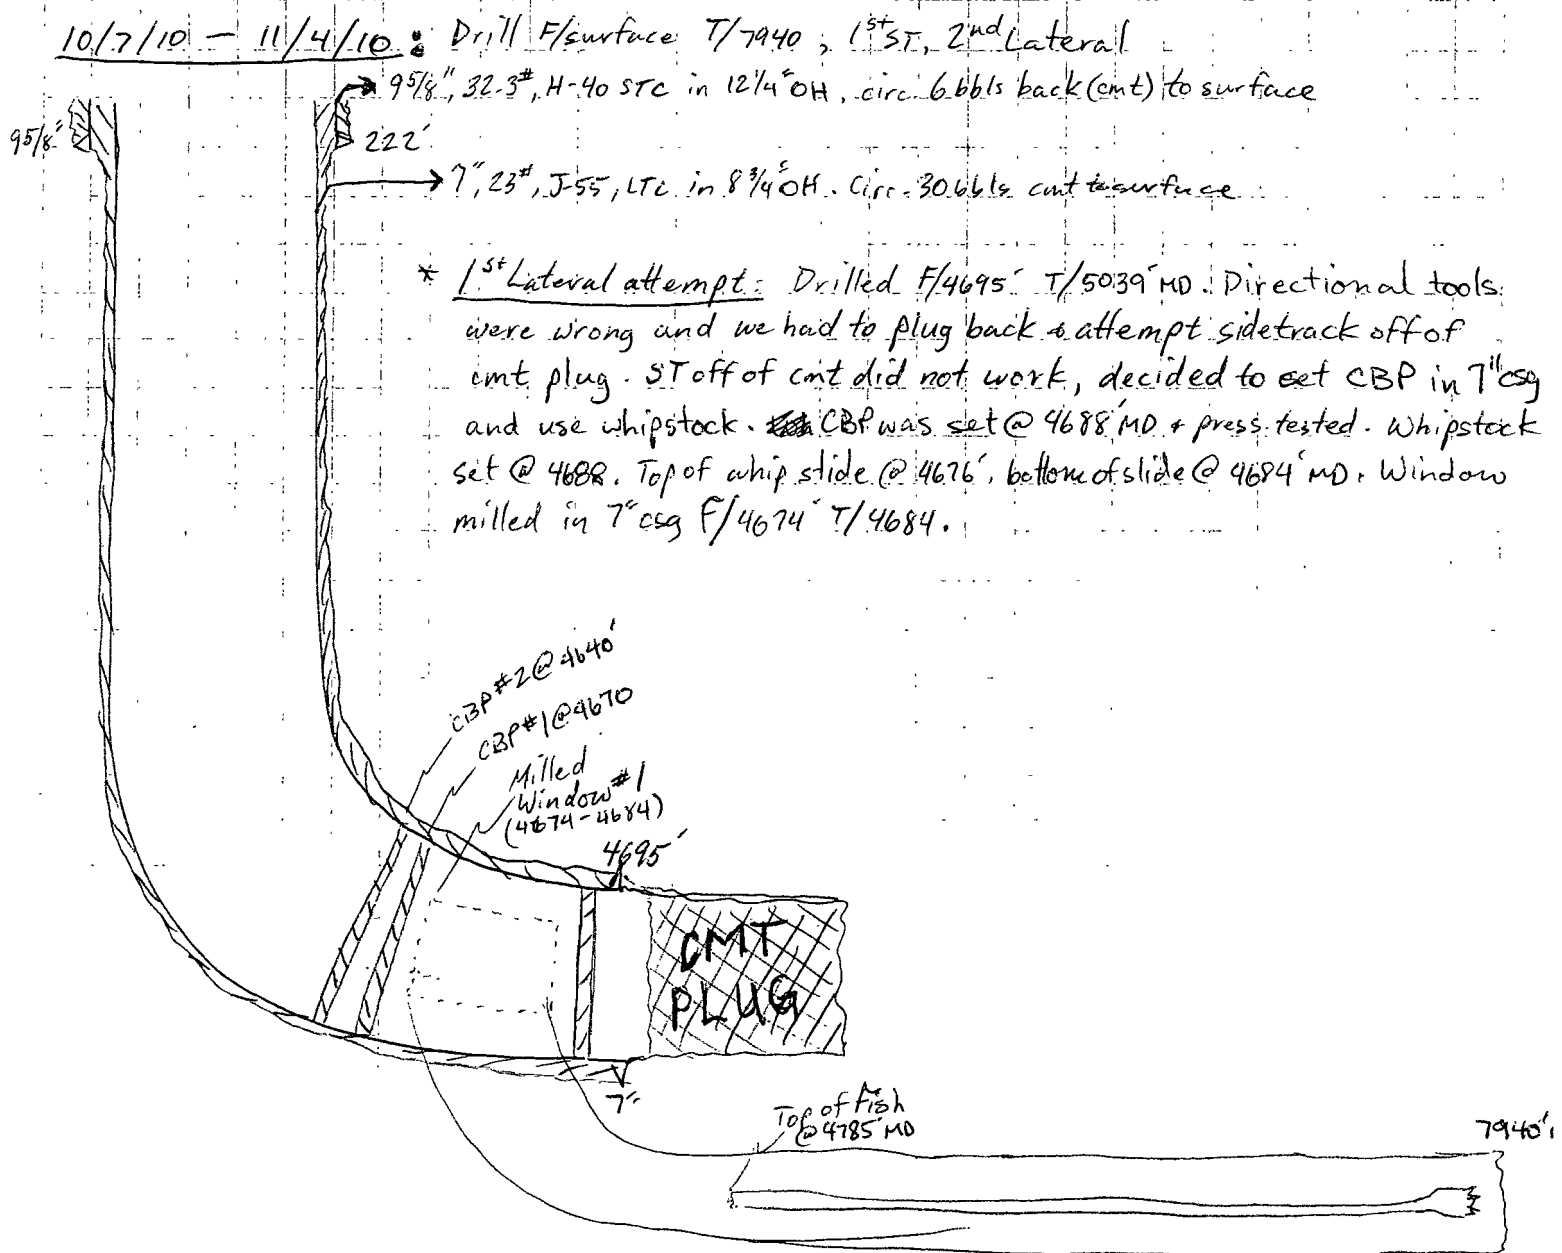 10/7/10 - 11/4/10 : Drill F/surface T/7940, 1st ST, 2nd Lateral
9 5/8", 32.3#, H-40 STC in 12 1/4" OH, circ. 6 bbls back (cmt) to surface
9 5/8"
222'
7", 23#, J-55, LTC in 8 3/4" OH. Circ. 30 bbls cmt to surface
* 1st Lateral attempt: Drilled F/4695' T/5039' MD. Directional tools
were wrong and we had to plug back & attempt sidetrack off of
cmt plug. ST off of cmt did not work, decided to set CBP in 7" csg
and use whipstock. CBP was set @ 4688' MD & press. tested. Whipstock
set @ 4688. Top of whip slide @ 4676', bottom of slide @ 4684' MD. Window
milled in 7" csg F/4674' T/4684.
CBP #2 @ 4640'
CBP #1 @ 4670
Milled
Window #1
(4674-4684)
4695'
CMT
PLUG
7"
Top of Fish
@ 4785' MD
7940'